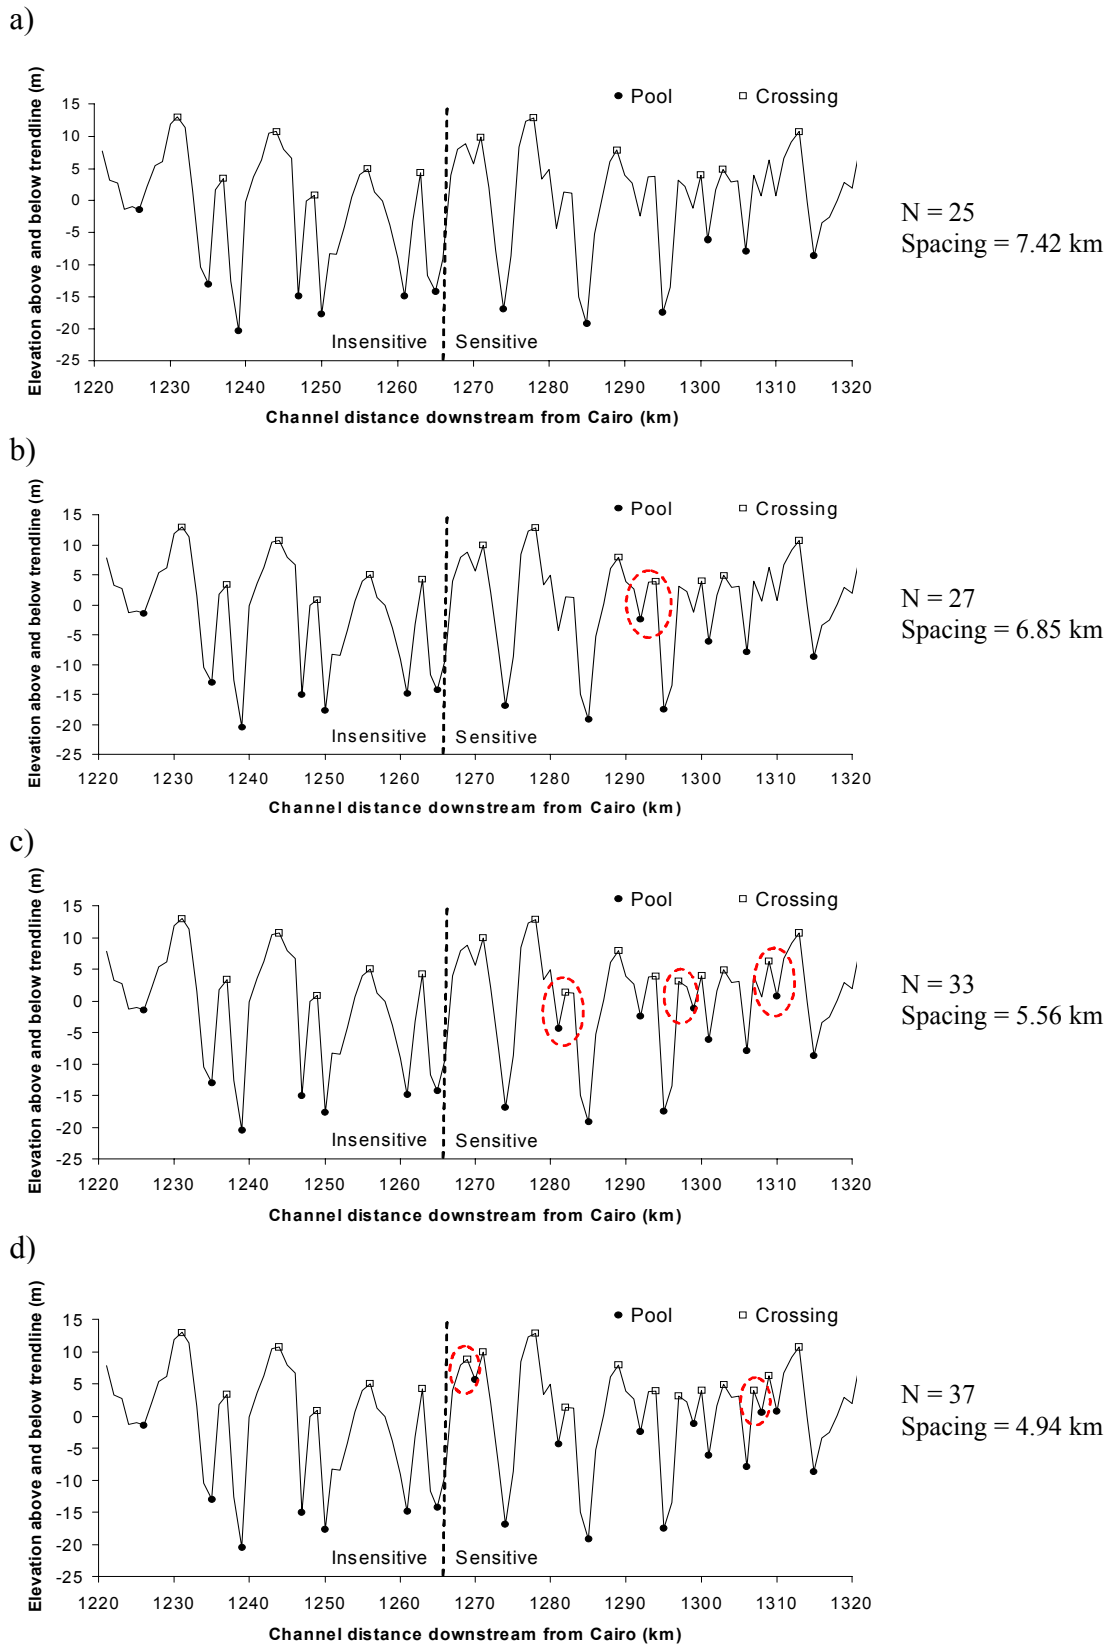 a)
Elevation above and below trendline (m)
Pool
Crossing
15
10
5
0
-5
-10
-15
-20
-25
Insensitive
Sensitive
1220 1230 1240 1250 1260 1270 1280 1290 1300 1310 1320
Channel distance downstream from Cairo (km)
N = 25
Spacing = 7.42 km
b)
Elevation above and below trendline (m)
Pool
Crossing
15
10
5
0
-5
-10
-15
-20
-25
Insensitive
Sensitive
1220 1230 1240 1250 1260 1270 1280 1290 1300 1310 1320
Channel distance downstream from Cairo (km)
N = 27
Spacing = 6.85 km
c)
Elevation above and below trendline (m)
Pool
Crossing
15
10
5
0
-5
-10
-15
-20
-25
Insensitive
Sensitive
1220 1230 1240 1250 1260 1270 1280 1290 1300 1310 1320
Channel distance downstream from Cairo (km)
N = 33
Spacing = 5.56 km
d)
Elevation above and below trendline (m)
Pool
Crossing
15
10
5
0
-5
-10
-15
-20
-25
Insensitive
Sensitive
1220 1230 1240 1250 1260 1270 1280 1290 1300 1310 1320
Channel distance downstream from Cairo (km)
N = 37
Spacing = 4.94 km